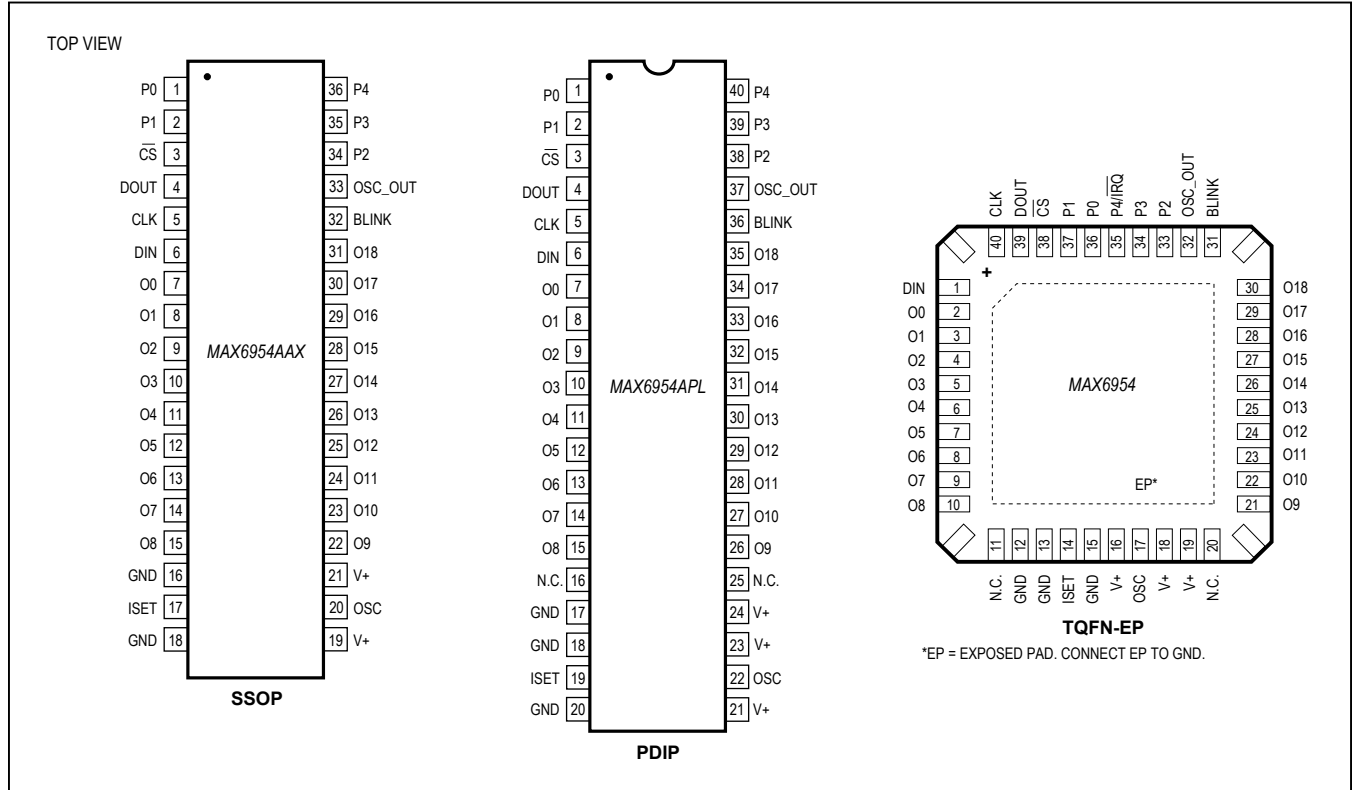 TOP VIEW
P0 1
P1 2
C̅S̅ 3
DOUT 4
CLK 5
DIN 6
O0 7
O1 8
O2 9
O3 10
O4 11
O5 12
O6 13
O7 14
O8 15
GND 16
ISET 17
GND 18
MAX6954AAX
36 P4
35 P3
34 P2
33 OSC_OUT
32 BLINK
31 O18
30 O17
29 O16
28 O15
27 O14
26 O13
25 O12
24 O11
23 O10
22 O9
21 V+
20 OSC
19 V+
SSOP
P0 1
P1 2
C̅S̅ 3
DOUT 4
CLK 5
DIN 6
O0 7
O1 8
O2 9
O3 10
O4 11
O5 12
O6 13
O7 14
O8 15
N.C. 16
GND 17
GND 18
ISET 19
GND 20
MAX6954APL
40 P4
39 P3
38 P2
37 OSC_OUT
36 BLINK
35 O18
34 O17
33 O16
32 O15
31 O14
30 O13
29 O12
28 O11
27 O10
26 O9
25 N.C.
24 V+
23 V+
22 OSC
21 V+
PDIP
CLK 40
DOUT 39
C̅S̅ 38
P1 37
P0 36
P4/I̅R̅Q̅ 35
P3 34
P2 33
OSC_OUT 32
BLINK 31
+
DIN 1
O0 2
O1 3
O2 4
O3 5
O4 6
O5 7
O6 8
O7 9
O8 10
MAX6954
EP*
30 O18
29 O17
28 O16
27 O15
26 O14
25 O13
24 O12
23 O11
22 O10
21 O9
11 N.C.
12 GND
13 GND
14 ISET
15 GND
16 V+
17 OSC
18 V+
19 V+
20 N.C.
TQFN-EP
*EP = EXPOSED PAD. CONNECT EP TO GND.